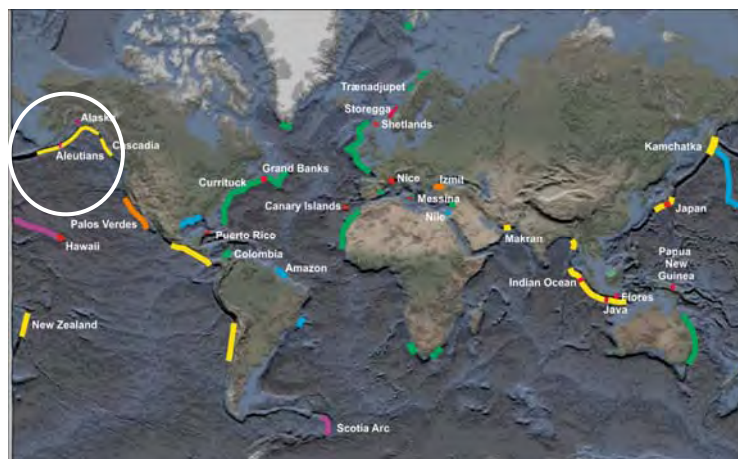 Trænadjupet
Storegga
Shetlands
Alaska
Cascadia
Aleutians
Kamchatka
Grand Banks
Currituck
Nice
Izmit
Messina
Canary Islands
Nile
Japan
Palos Verdes
Puerto Rico
Hawaii
Makran
Colombia
Papua
New
Guinea
Amazon
Indian Ocean
Flores
Java
New Zealand
Scotia Arc